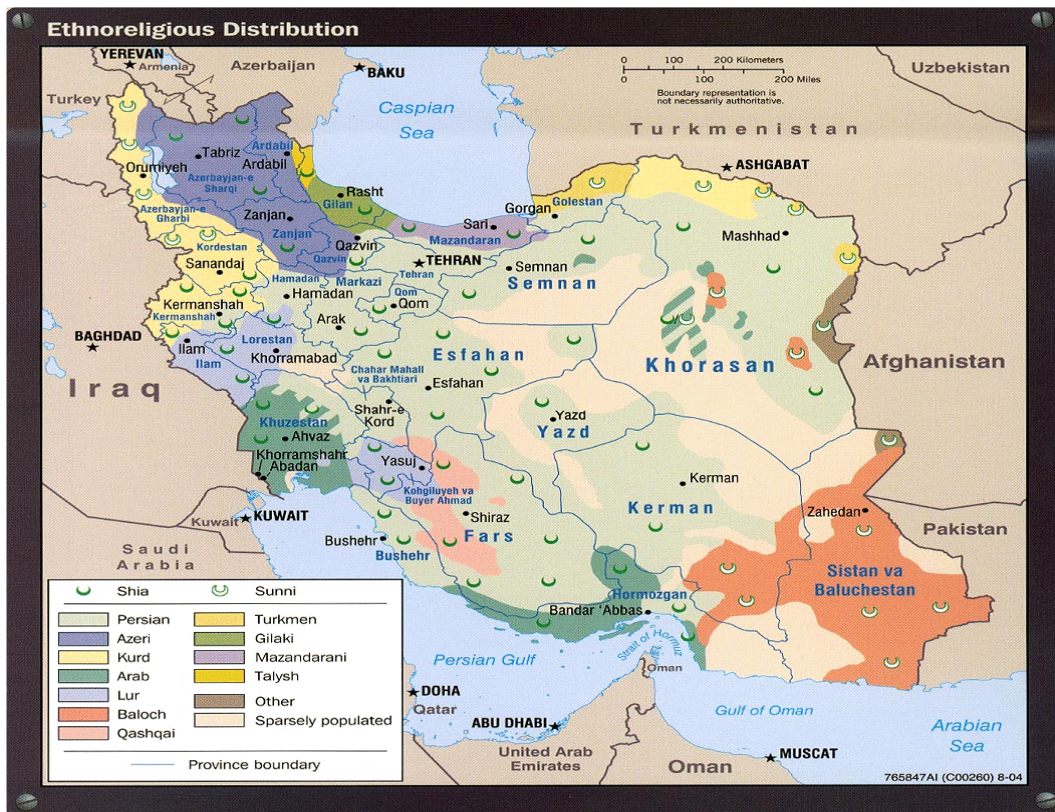 Ethnoreligious Distribution
YEREVAN
Armenia
Azerbaijan
BAKU
Turkey
Caspian
Sea
0 100 200 Kilometers
0 100 200 Miles
Boundary representation is
not necessarily authoritative.
Uzbekistan
Turkmenistan
ASHGABAT
Tabriz
Ardabil
Ardabil
Orumiyeh
Azerbayjan-e
Sharqi
Rasht
Gilan
Gorgan
Golestan
Azerbayjan-e
Gharbi
Zanjan
Zanjan
Sari
Mazandaran
Mashhad
Kordestan
Qazvin
Qazvin
TEHRAN
Tehran
Sanandaj
Hamadan
Markazi
Semnan
Semnan
Hamadan
Qom
Qom
Kermanshah
Kermanshah
Arak
BAGHDAD
Ilam
Ilam
Lorestan
Khorramabad
Esfahan
Khorasan
Afghanistan
Iraq
Chahar Mahall
va Bakhtiari
Esfahan
Shahr-e
Kord
Yazd
Yazd
Khuzestan
Ahvaz
Khorramshahr
Abadan
Yasuj
Kohgiluyeh va
Buyer Ahmad
Kerman
Kerman
Kuwait
KUWAIT
Shiraz
Fars
Zahedan
Pakistan
Saudi
Arabia
Bushehr
Bushehr
Sistan va
Baluchestan
Hormozgan
Bandar 'Abbas
Strait of Hormuz
Oman
Persian Gulf
DOHA
Qatar
ABU DHABI
United Arab
Emirates
Gulf of Oman
Oman
MUSCAT
Arabian
Sea
Shia
Sunni
Persian
Azeri
Kurd
Arab
Lur
Baloch
Qashqai
Turkmen
Gilaki
Mazandarani
Talysh
Other
Sparsely populated
Province boundary
765847AI (C00260) 8-04